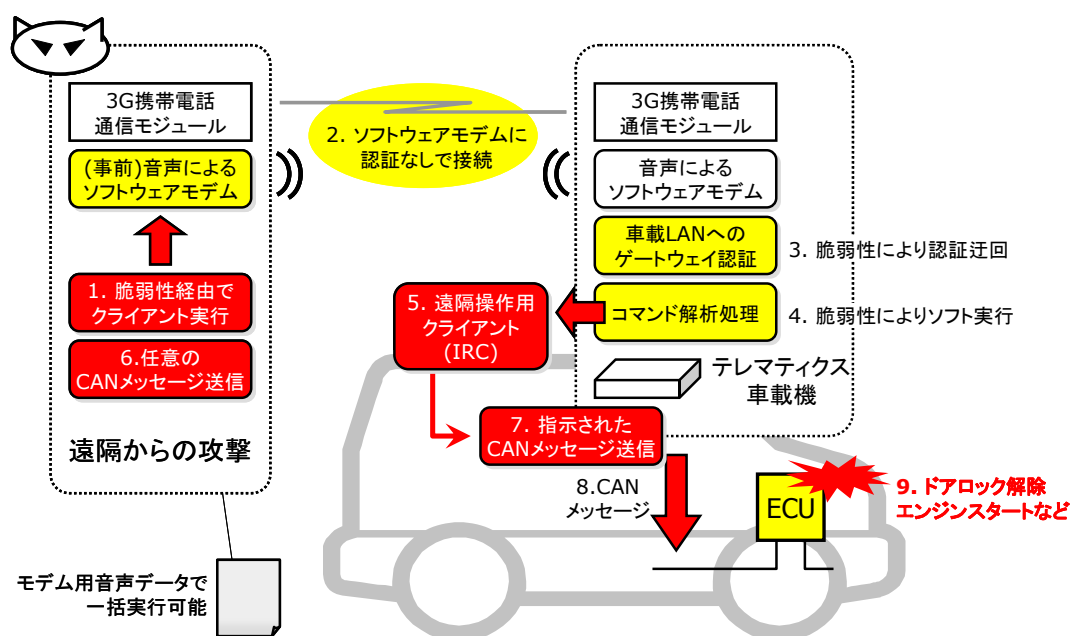 3G携帯電話
通信モジュール
(事前)音声による
ソフトウェアモデム
1. 脆弱性経由で
クライアント実行
6.任意の
CANメッセージ送信
遠隔からの攻撃
モデム用音声データで
一括実行可能
2. ソフトウェアモデムに
認証なしで接続
3G携帯電話
通信モジュール
音声による
ソフトウェアモデム
車載LANへの
ゲートウェイ認証
3. 脆弱性により認証迂回
コマンド解析処理
4. 脆弱性によりソフト実行
5. 遠隔操作用
クライアント
(IRC)
テレマティクス
車載機
7. 指示された
CANメッセージ送信
8.CAN
メッセージ
ECU
9. ドアロック解除
エンジンスタートなど